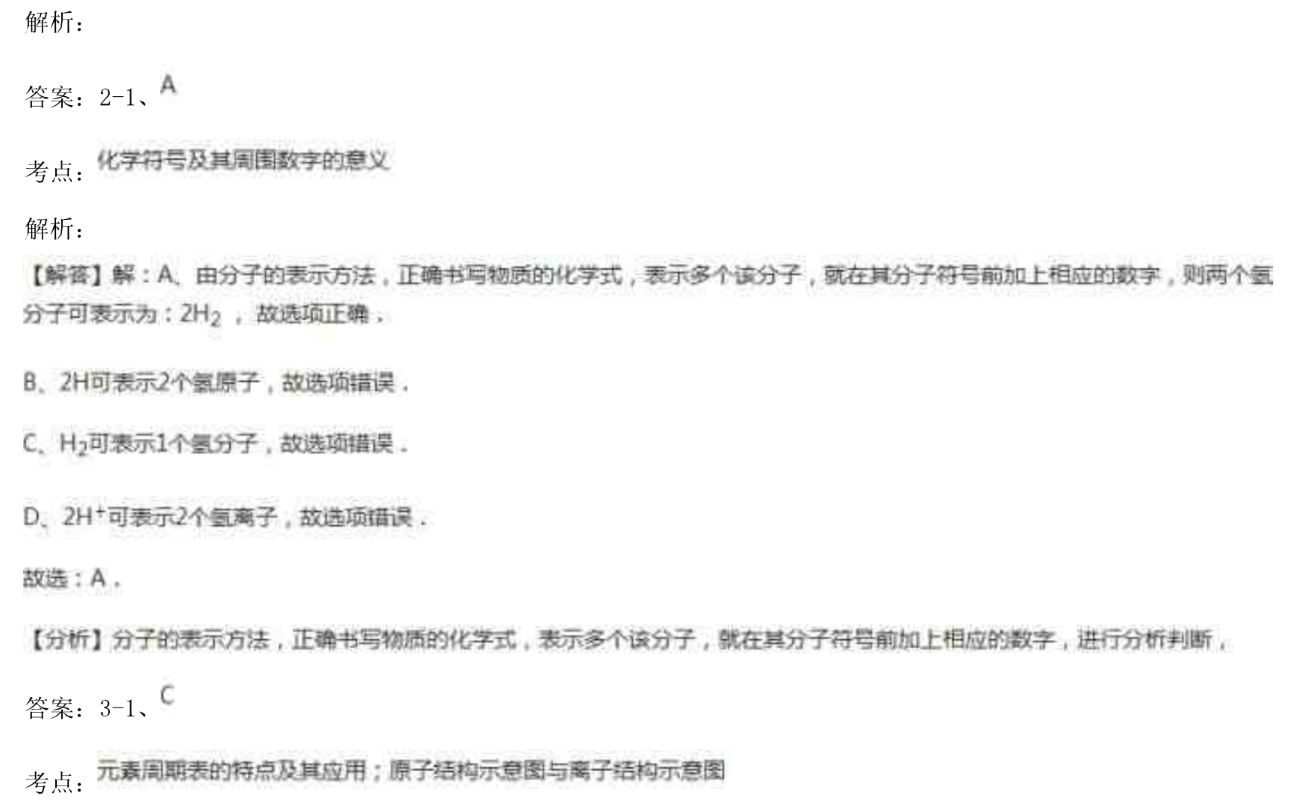 解析：
答案：2-1、A
考点：化学符号及其周围数字的意义
解析：
【解答】解：A、由分子的表示方法，正确书写物质的化学式，表示多个该分子，就在其分子符号前加上相应的数字，则两个氢
分子可表示为：2H₂ ，故选项正确．
B、2H可表示2个氢原子，故选项错误．
C、H₂可表示1个氢分子，故选项错误．
D、2H⁺可表示2个氢离子，故选项错误．
故选：A．
【分析】分子的表示方法，正确书写物质的化学式，表示多个该分子，就在其分子符号前加上相应的数字，进行分析判断．
答案：3-1、C
考点：元素周期表的特点及其应用；原子结构示意图与离子结构示意图